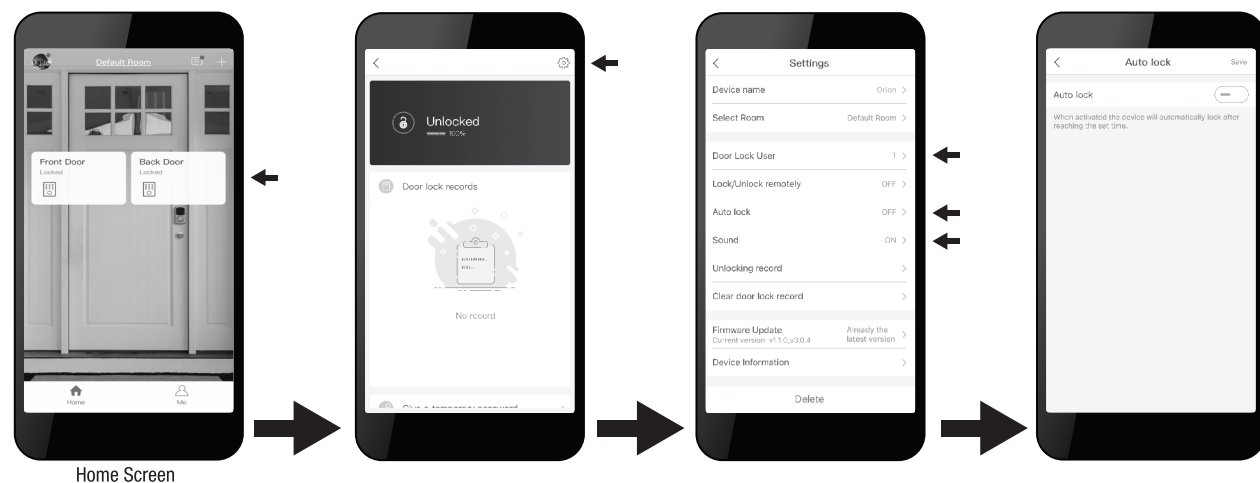 Default Room
Front Door
Locked
Back Door
Locked
Home
Me
Home Screen
Unlocked
100%
Door lock records
No record
Give a temporary password
Settings
Device name
Orion
Select Room
Default Room
Door Lock User
1
Lock/Unlock remotely
OFF
Auto lock
OFF
Sound
ON
Unlocking record
Clear door lock record
Firmware Update
Current version: v1.1.0_v3.0.4
Already the
latest version
Device Information
Delete
Auto lock
Save
Auto lock
When activated the device will automatically lock after
reaching the set time.